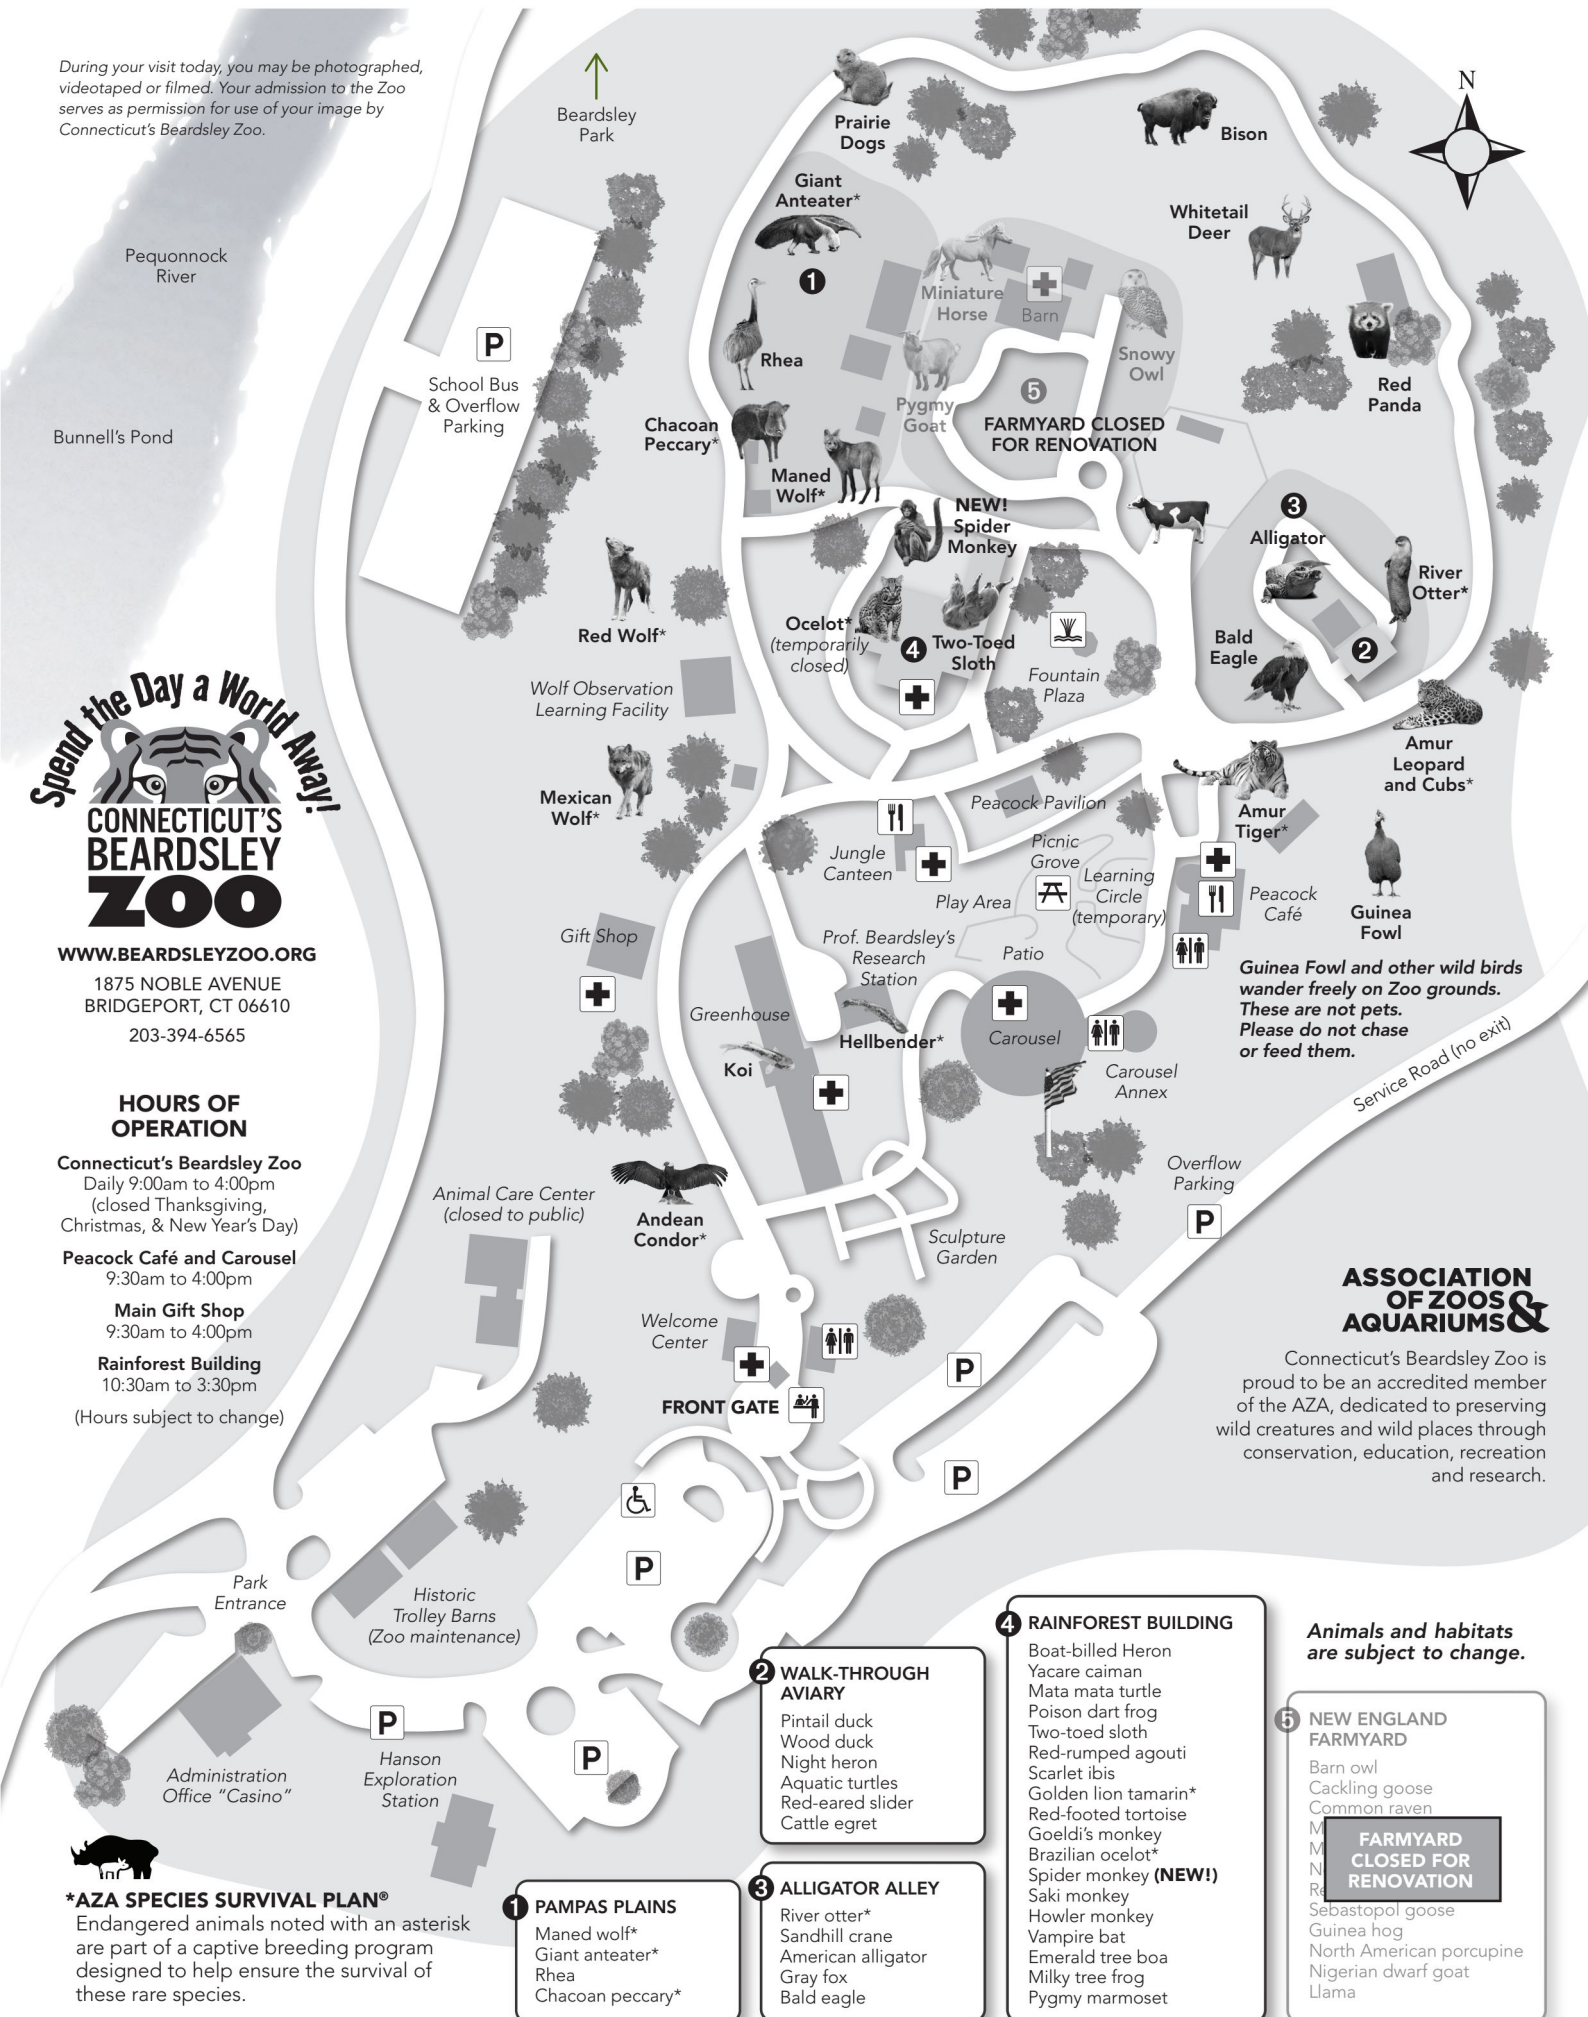 During your visit today, you may be photographed,
videotaped or filmed. Your admission to the Zoo
serves as permission for use of your image by
Connecticut's Beardsley Zoo.
Beardsley
Park
N
Prairie
Dogs
Bison
Giant
Anteater*
Whitetail
Deer
Pequonnock
River
1
Miniature
Horse
Barn
P
School Bus
& Overflow
Parking
Rhea
Snowy
Owl
Red
Panda
Pygmy
Goat
5
FARMYARD CLOSED
FOR RENOVATION
Bunnell's Pond
Chacoan
Peccary*
Maned
Wolf*
NEW!
Spider
Monkey
3
Alligator
River
Otter*
Red Wolf*
Ocelot*
(temporarily
closed)
4
Two-Toed
Sloth
Bald
Eagle
2
Fountain
Plaza
Wolf Observation
Learning Facility
Spend the Day a World Away!
CONNECTICUT'S
BEARDSLEY
ZOO
WWW.BEARDSLEYZOO.ORG
1875 NOBLE AVENUE
BRIDGEPORT, CT 06610
203-394-6565
Amur
Leopard
and Cubs*
Mexican
Wolf*
Peacock Pavilion
Amur
Tiger*
Jungle
Canteen
Picnic
Grove
Learning
Circle
(temporary)
Play Area
Peacock
Café
Guinea
Fowl
Gift Shop
Prof. Beardsley's
Research
Station
Patio
Guinea Fowl and other wild birds
wander freely on Zoo grounds.
These are not pets.
Please do not chase
or feed them.
Greenhouse
Hellbender*
Carousel
Koi
Carousel
Annex
Service Road (no exit)
HOURS OF
OPERATION
Connecticut's Beardsley Zoo
Daily 9:00am to 4:00pm
(closed Thanksgiving,
Christmas, & New Year's Day)
Peacock Café and Carousel
9:30am to 4:00pm
Main Gift Shop
9:30am to 4:00pm
Rainforest Building
10:30am to 3:30pm
(Hours subject to change)
Animal Care Center
(closed to public)
Andean
Condor*
Overflow
Parking
P
Sculpture
Garden
Welcome
Center
FRONT GATE
P
P
ASSOCIATION
OF ZOOS &
AQUARIUMS
Connecticut's Beardsley Zoo is
proud to be an accredited member
of the AZA, dedicated to preserving
wild creatures and wild places through
conservation, education, recreation
and research.
P
Park
Entrance
Historic
Trolley Barns
(Zoo maintenance)
P
P
Administration
Office "Casino"
Hanson
Exploration
Station
*AZA SPECIES SURVIVAL PLAN®
Endangered animals noted with an asterisk
are part of a captive breeding program
designed to help ensure the survival of
these rare species.
1 PAMPAS PLAINS
Maned wolf*
Giant anteater*
Rhea
Chacoan peccary*
2 WALK-THROUGH
AVIARY
Pintail duck
Wood duck
Night heron
Aquatic turtles
Red-eared slider
Cattle egret
3 ALLIGATOR ALLEY
River otter*
Sandhill crane
American alligator
Gray fox
Bald eagle
4 RAINFOREST BUILDING
Boat-billed Heron
Yacare caiman
Mata mata turtle
Poison dart frog
Two-toed sloth
Red-rumped agouti
Scarlet ibis
Golden lion tamarin*
Red-footed tortoise
Goeldi's monkey
Brazilian ocelot*
Spider monkey (NEW!)
Saki monkey
Howler monkey
Vampire bat
Emerald tree boa
Milky tree frog
Pygmy marmoset
Animals and habitats
are subject to change.
5 NEW ENGLAND
FARMYARD
Barn owl
Cackling goose
Common raven
FARMYARD
CLOSED FOR
RENOVATION
Sebastopol goose
Guinea hog
North American porcupine
Nigerian dwarf goat
Llama